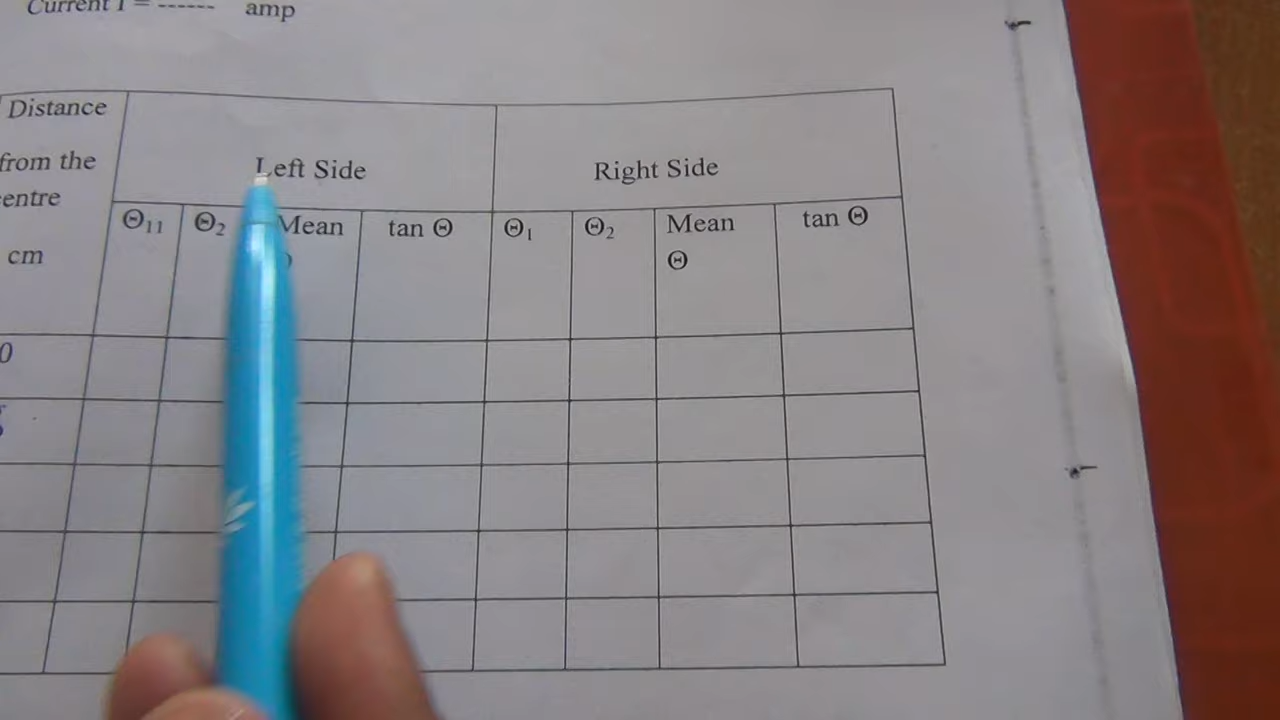 Current I = ------ amp
Distance
from the
centre
cm
Left Side
Right Side
Θ11 Θ2 Mean tan Θ Θ1 Θ2 Mean Θ tan Θ
0